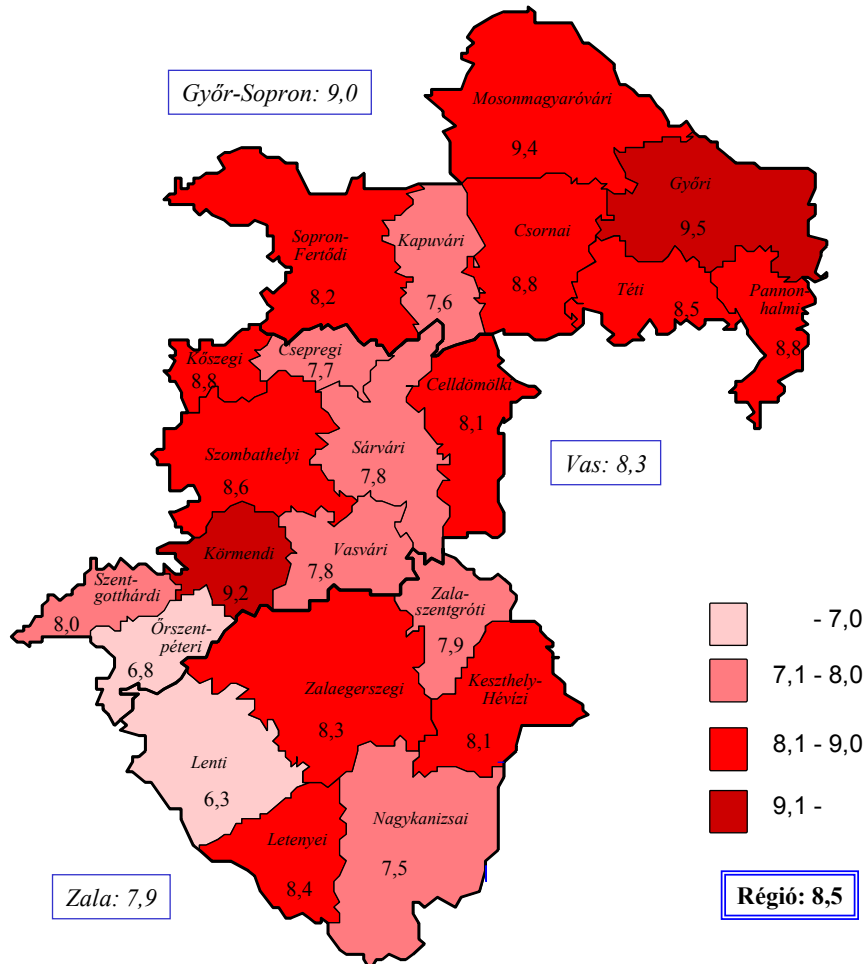 Győr-Sopron: 9,0
Mosonmagyaróvári
9,4
Győri
9,5
Sopron-
Fertődi
8,2
Kapuvári
7,6
Csornai
8,8
Téti
8,5
Pannon-
halmi
8,8
Kőszegi
8,8
Csepregi
7,7
Celldömölki
8,1
Szombathelyi
8,6
Sárvári
7,8
Vas: 8,3
Körmendi
9,2
Vasvári
7,8
Szent-
gotthárdi
8,0
Őrszent-
péteri
6,8
Zala-
szentgróti
7,9
Zalaegerszegi
8,3
Keszthely-
Hévízi
8,1
Lenti
6,3
Letenyei
8,4
Nagykanizsai
7,5
Zala: 7,9
- 7,0
7,1 - 8,0
8,1 - 9,0
9,1 -
Régió: 8,5